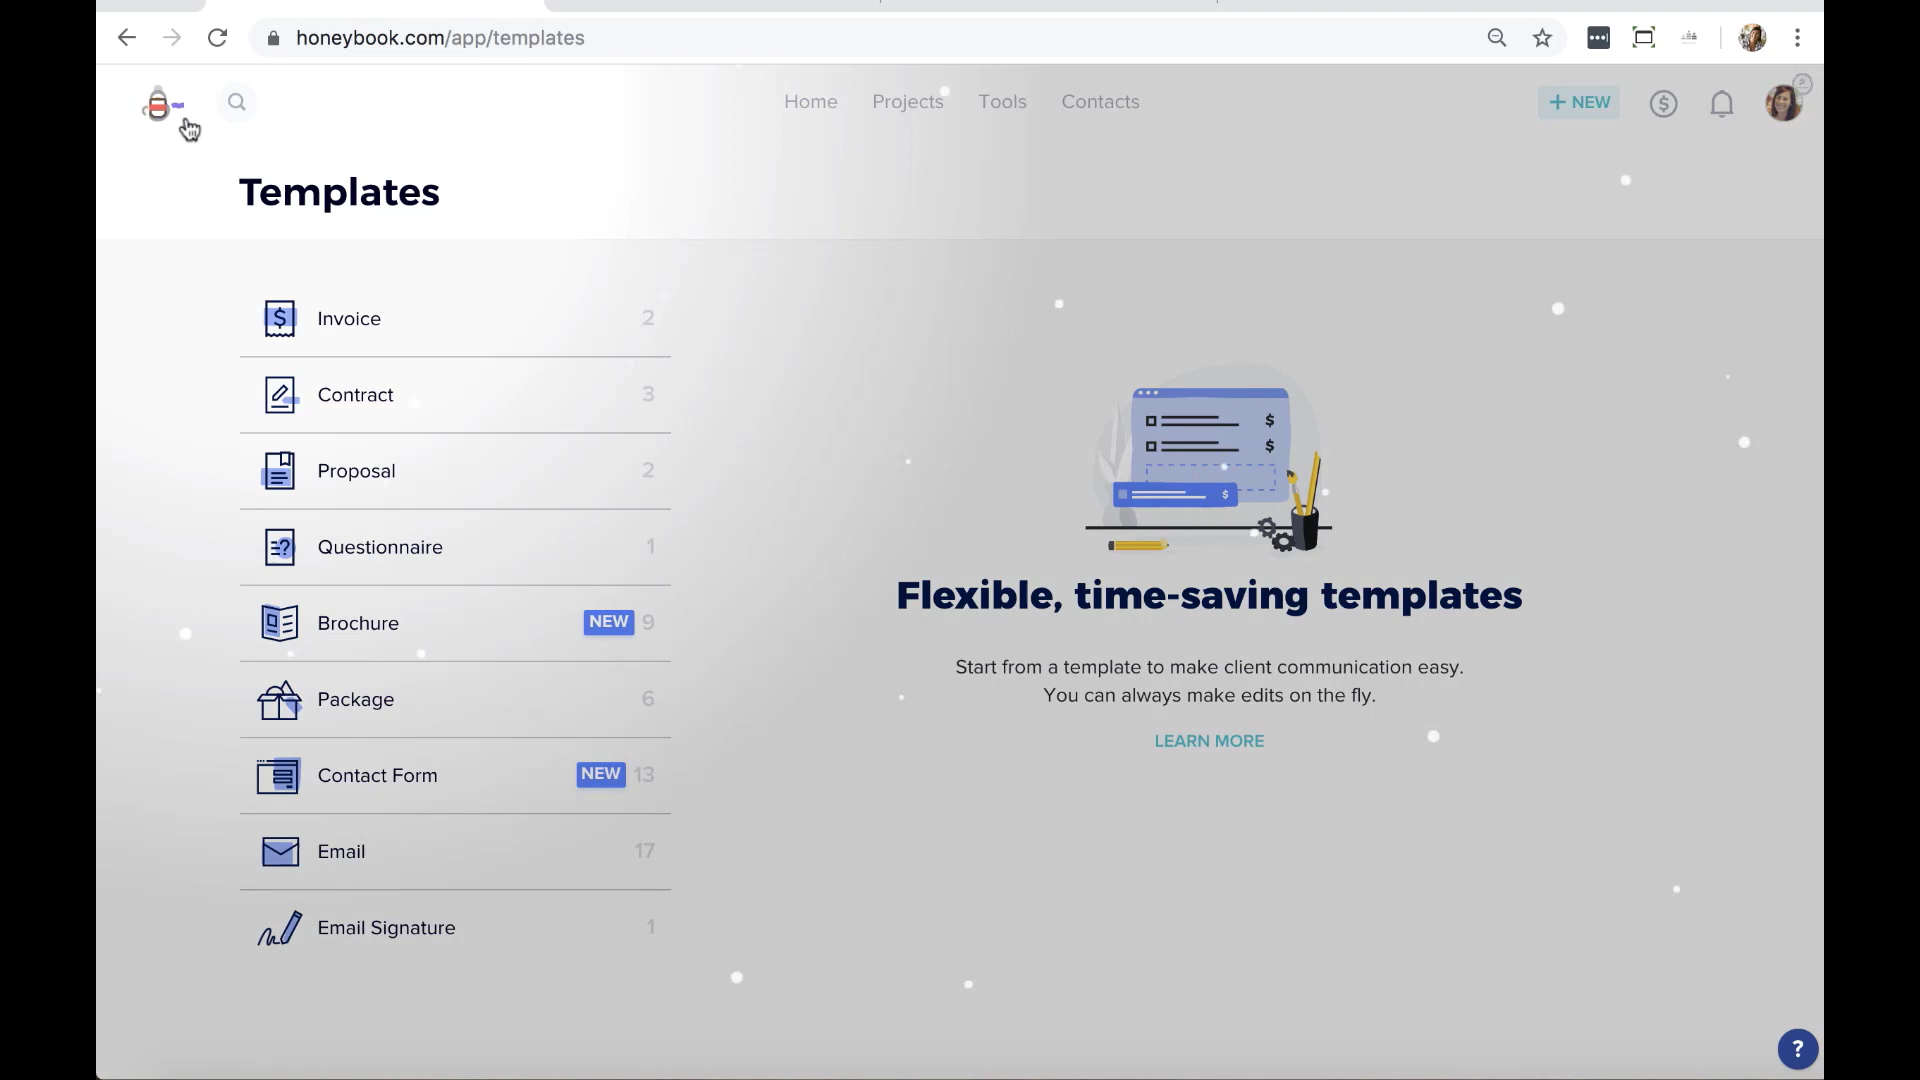 honeybook.com/app/templates
Home Projects Tools Contacts
+ NEW
Templates
Invoice 2
Contract 3
Proposal 2
Questionnaire 1
Brochure NEW 9
Package 6
Contact Form NEW 13
Email 17
Email Signature 1
Flexible, time-saving templates
Start from a template to make client communication easy.
You can always make edits on the fly.
LEARN MORE
?